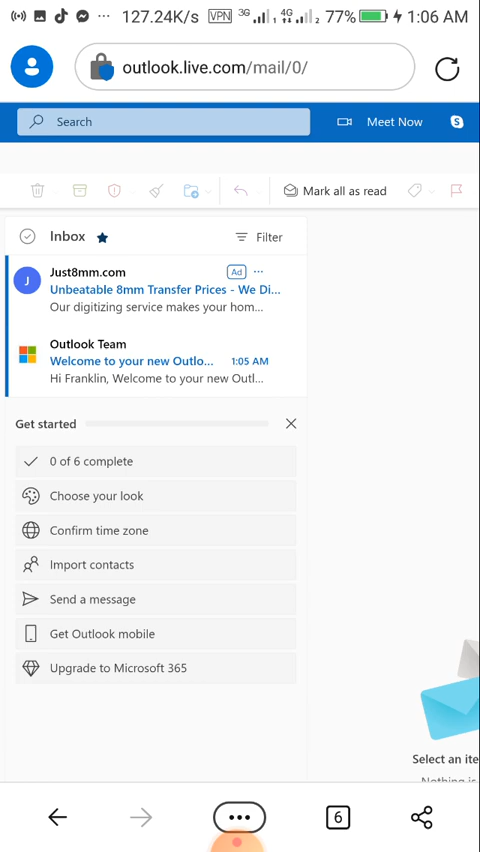 127.24K/s VPN 3G 1 4G 2 77% 1:06 AM
outlook.live.com/mail/0/
Search
Meet Now
Mark all as read
Inbox
Filter
Just8mm.com Ad
J
Unbeatable 8mm Transfer Prices - We Di...
Our digitizing service makes your hom...
Outlook Team
Welcome to your new Outlo... 1:05 AM
Hi Franklin, Welcome to your new Outl...
Get started
0 of 6 complete
Choose your look
Confirm time zone
Import contacts
Send a message
Get Outlook mobile
Upgrade to Microsoft 365
Select an ite
Nothing is
6